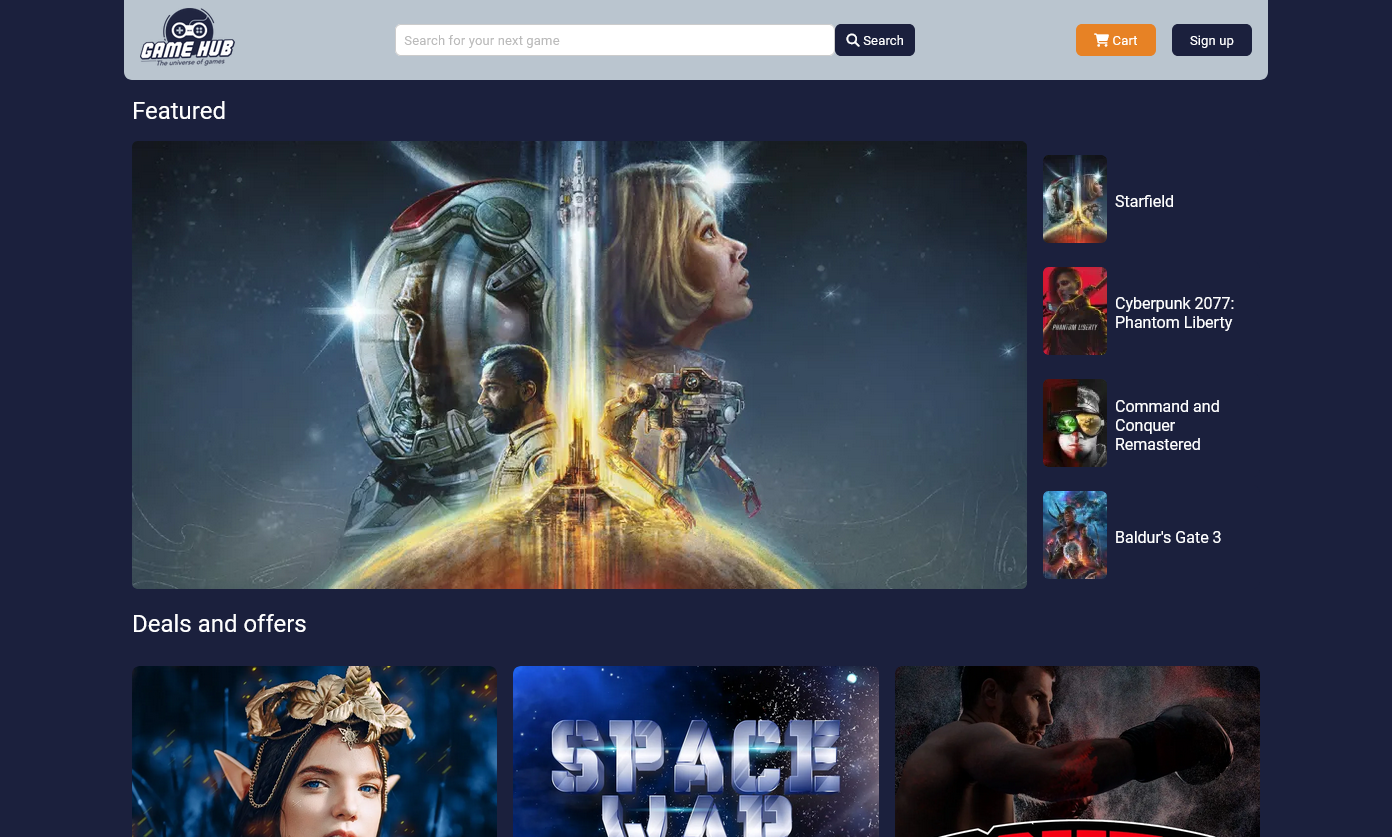 GAME HUB
The universe of games
Search for your next game
Search
Cart
Sign up
Featured
Starfield
PHANTOM LIBERTY
Cyberpunk 2077:
Phantom Liberty
Command and
Conquer
Remastered
Baldur's Gate 3
Deals and offers
SPACE
WAR